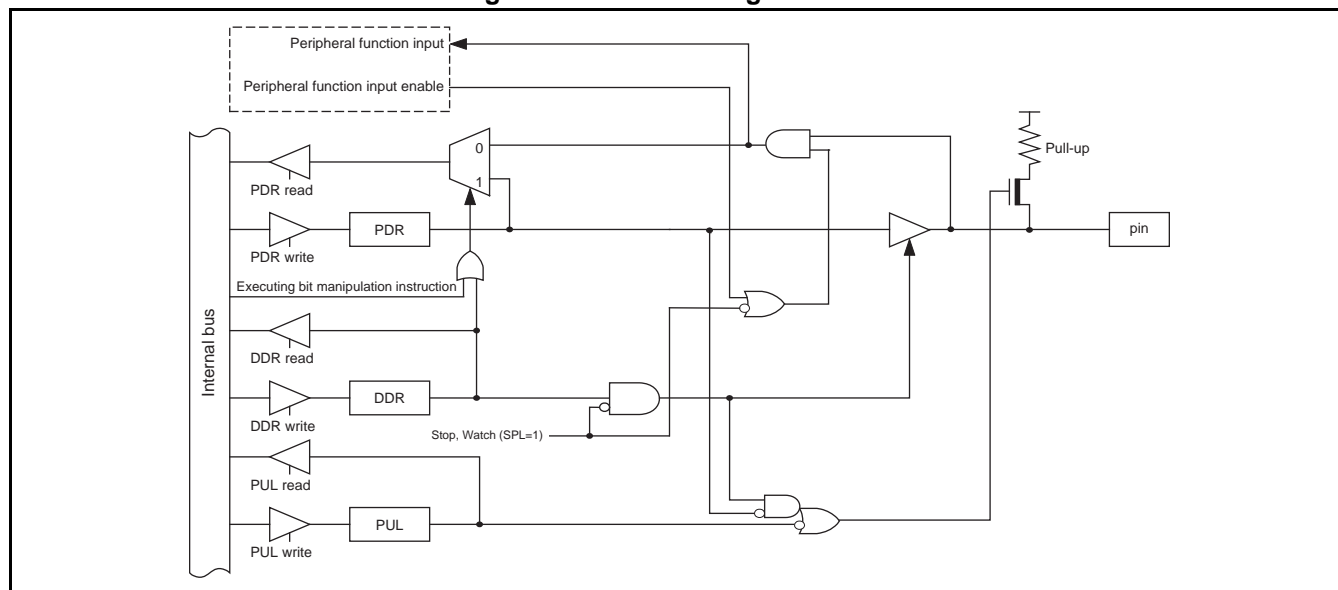 Peripheral function input
Peripheral function input enable
0
Pull-up
1
PDR read
PDR
pin
PDR write
Executing bit manipulation instruction
Internal bus
DDR read
DDR
DDR write
Stop, Watch (SPL=1)
PUL read
PUL
PUL write